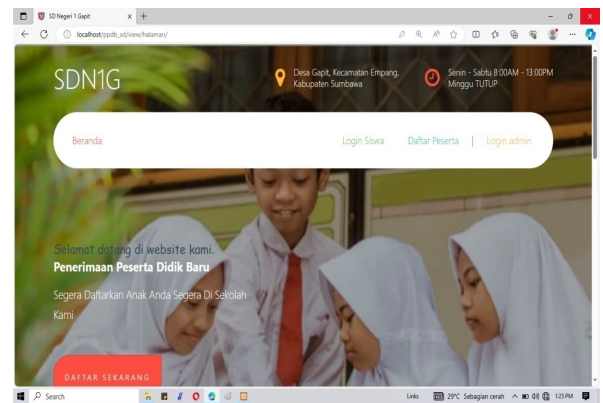 SD Negeri 1 Gapit
localhost/ppdb_sd/view/halaman/
SDN1G
Desa Gapit, Kecamatan Empang,
Kabupaten Sumbawa
Senin - Sabtu 8:00AM - 13:00PM
Minggu TUTUP
Beranda
Login Siswa
Daftar Peserta
|
Login admin
Selamat datang di website kami.
Penerimaan Peserta Didik Baru
Segera Daftarkan Anak Anda Segera Di Sekolah
Kami
DAFTAR SEKARANG
Search
Links
29°C Sebagian cerah
1:25 PM